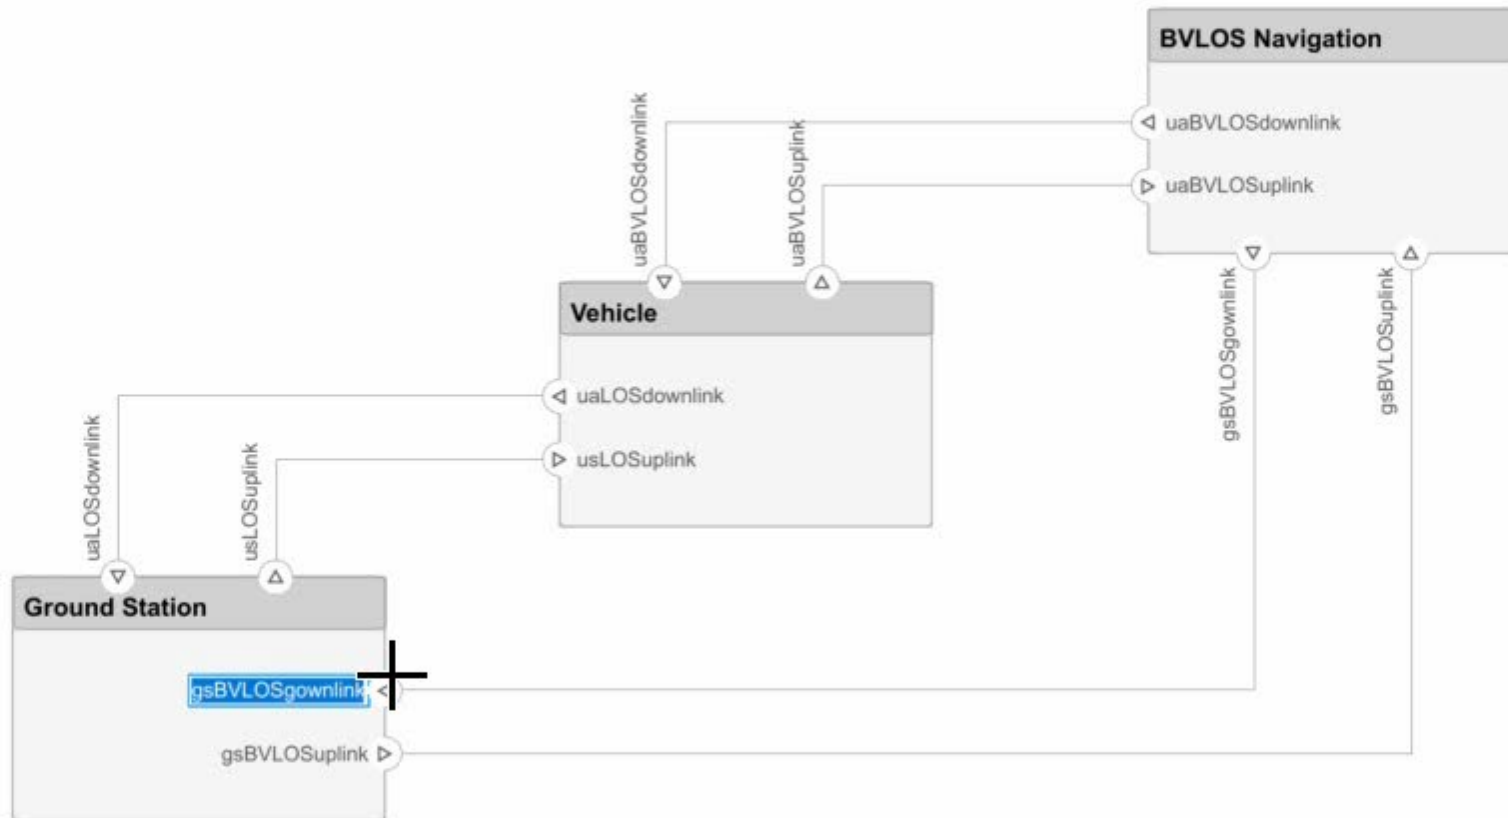 BVLOS Navigation
uaBVLOSdownlink
uaBVLOSuplink
uaBVLOSdownlink
uaBVLOSuplink
gsBVLOSgownlink
gsBVLOSuplink
Vehicle
uaLOSdownlink
usLOSuplink
uaLOSdownlink
usLOSuplink
Ground Station
gsBVLOSgownlink
gsBVLOSuplink